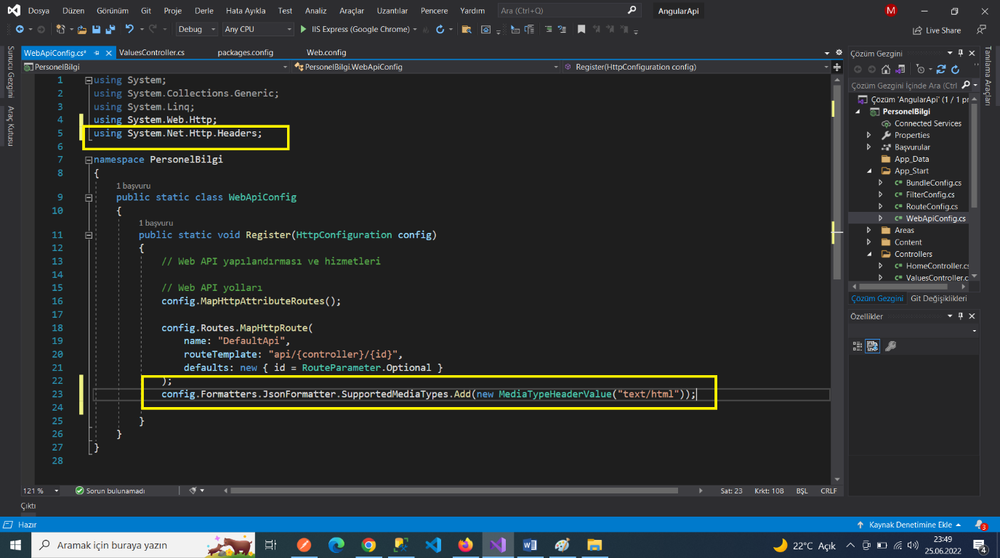 Dosya Düzen Görünüm Git Proje Derle Hata Ayıkla Test Analiz Araçlar Uzantılar Pencere Yardım Ara (Ctrl+Q) AngularApi M
Debug Any CPU IIS Express (Google Chrome) Live Share
Sunucu Gezgini
Araç Kutusu
WebApiConfig.cs* ValuesController.cs packages.config Web.config
PersonelBilgi PersonelBilgi.WebApiConfig Register(HttpConfiguration config)
1 using System;
2 using System.Collections.Generic;
3 using System.Linq;
4 using System.Web.Http;
5 using System.Net.Http.Headers;
6
7 namespace PersonelBilgi
8 {
1 başvuru
9 public static class WebApiConfig
10 {
1 başvuru
11 public static void Register(HttpConfiguration config)
12 {
13 // Web API yapılandırması ve hizmetleri
14
15 // Web API yolları
16 config.MapHttpAttributeRoutes();
17
18 config.Routes.MapHttpRoute(
19 name: "DefaultApi",
20 routeTemplate: "api/{controller}/{id}",
21 defaults: new { id = RouteParameter.Optional }
22 );
23 config.Formatters.JsonFormatter.SupportedMediaTypes.Add(new MediaTypeHeaderValue("text/html"));
24
25 }
26 }
27 }
28
121 % Sorun bulunamadı Sat: 23 Krkt: 108 BŞL CRLF
Çıktı
Çözüm Gezgini
Çözüm Gezgini İçinde Ara (Ctrl
Çözüm 'AngularApi' (1 / 1 pr
PersonelBilgi
Connected Services
Properties
Başvurular
App_Data
App_Start
BundleConfig.cs
FilterConfig.cs
RouteConfig.cs
WebApiConfig.cs
Areas
Content
Controllers
HomeController.cs
ValuesController.c
Çözüm Gezgini Git Değişiklikleri
Özellikler
Tanılama Araçları
Hazır Kaynak Denetimine Ekle 3
Aramak için buraya yazın 22°C Açık 23:49
25.06.2022 4